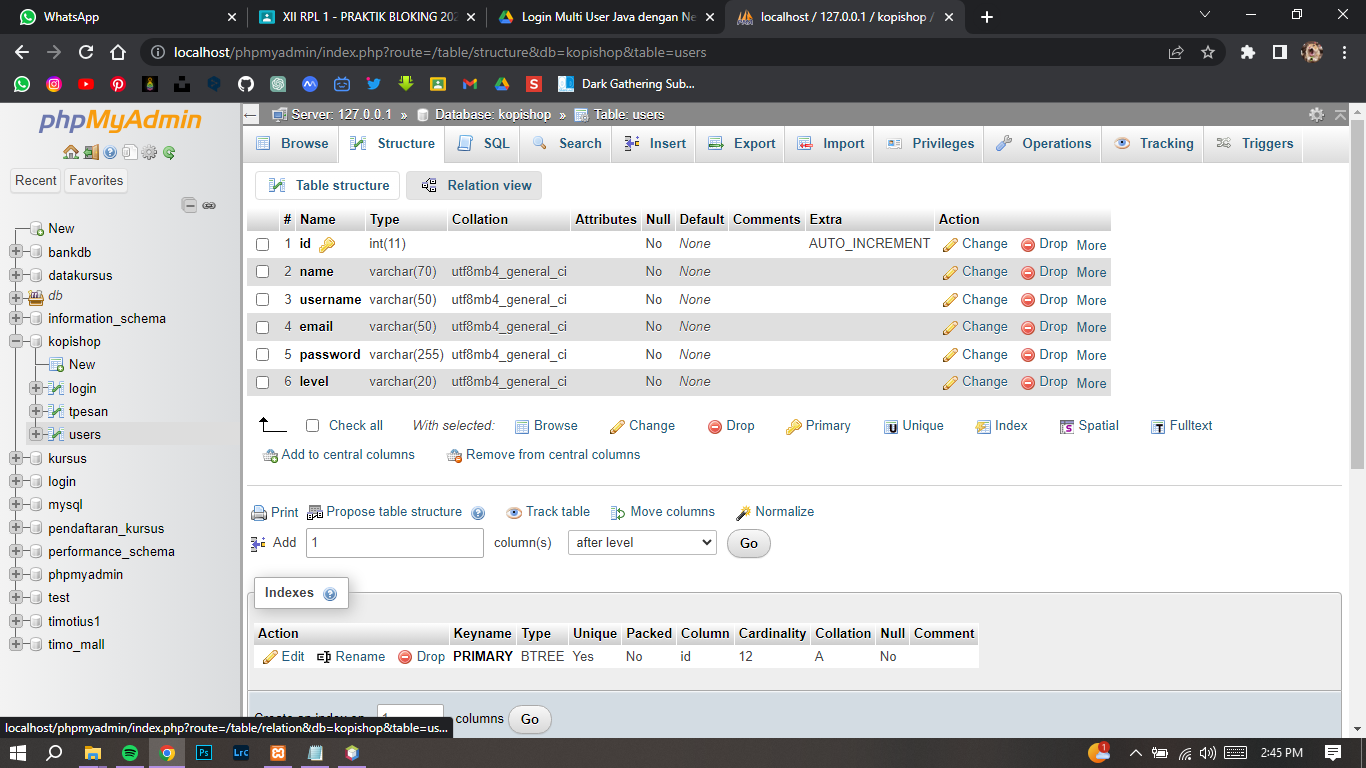 WhatsApp
XII RPL 1 - PRAKTIK BLOKING 202
Login Multi User Java dengan Ne
localhost / 127.0.0.1 / kopishop /
localhost/phpmyadmin/index.php?route=/table/structure&db=kopishop&table=users
Dark Gathering Sub...
phpMyAdmin
Recent Favorites
New
bankdb
datakursus
db
information_schema
kopishop
New
login
tpesan
users
kursus
login
mysql
pendaftaran_kursus
performance_schema
phpmyadmin
test
timotius1
timo_mall
Server: 127.0.0.1 » Database: kopishop » Table: users
Browse Structure SQL Search Insert Export Import Privileges Operations Tracking Triggers
Table structure Relation view
# Name Type Collation Attributes Null Default Comments Extra Action
1 id int(11) No None AUTO_INCREMENT Change Drop More
2 name varchar(70) utf8mb4_general_ci No None Change Drop More
3 username varchar(50) utf8mb4_general_ci No None Change Drop More
4 email varchar(50) utf8mb4_general_ci No None Change Drop More
5 password varchar(255) utf8mb4_general_ci No None Change Drop More
6 level varchar(20) utf8mb4_general_ci No None Change Drop More
Check all With selected: Browse Change Drop Primary Unique Index Spatial Fulltext
Add to central columns Remove from central columns
Print Propose table structure Track table Move columns Normalize
Add 1 column(s) after level Go
Indexes
Action Keyname Type Unique Packed Column Cardinality Collation Null Comment
Edit Rename Drop PRIMARY BTREE Yes No id 12 A No
columns Go
localhost/phpmyadmin/index.php?route=/table/relation&db=kopishop&table=us...
Ps
LrC
1
2:45 PM